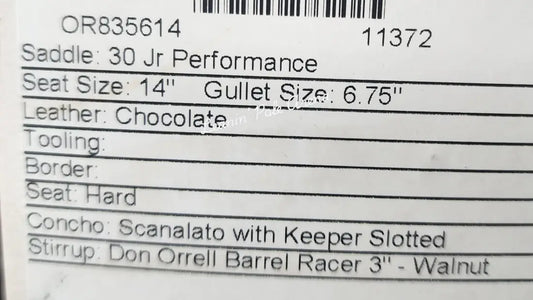 OR835614 11372
Saddle: 30 Jr Performance
Seat Size: 14" Gullet Size: 6.75"
Leather: Chocolate
Tooling:
Border:
Seat: Hard
Concho: Scanalato with Keeper Slotted
Stirrup: Don Orrell Barrel Racer 3" - Walnut